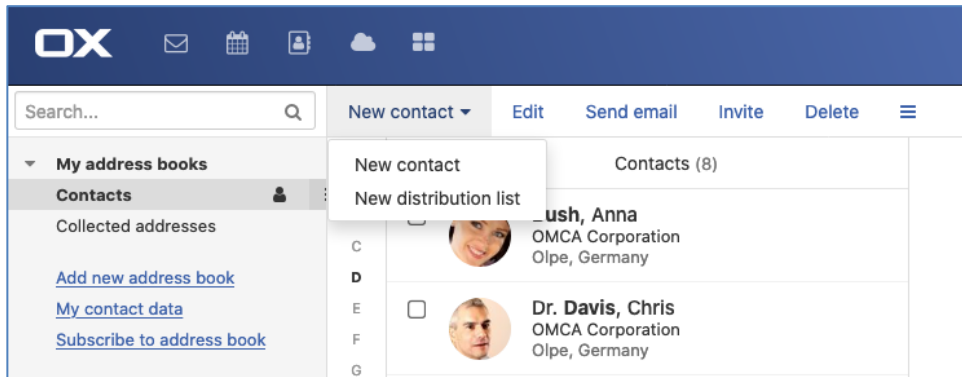 OX
Search...
New contact Edit Send email Invite Delete
My address books
New contact
Contacts (8)
Contacts
New distribution list
Collected addresses
ush, Anna
OMCA Corporation
Olpe, Germany
C
D
Add new address book
My contact data
Subscribe to address book
E
F
G
Dr. Davis, Chris
OMCA Corporation
Olpe, Germany